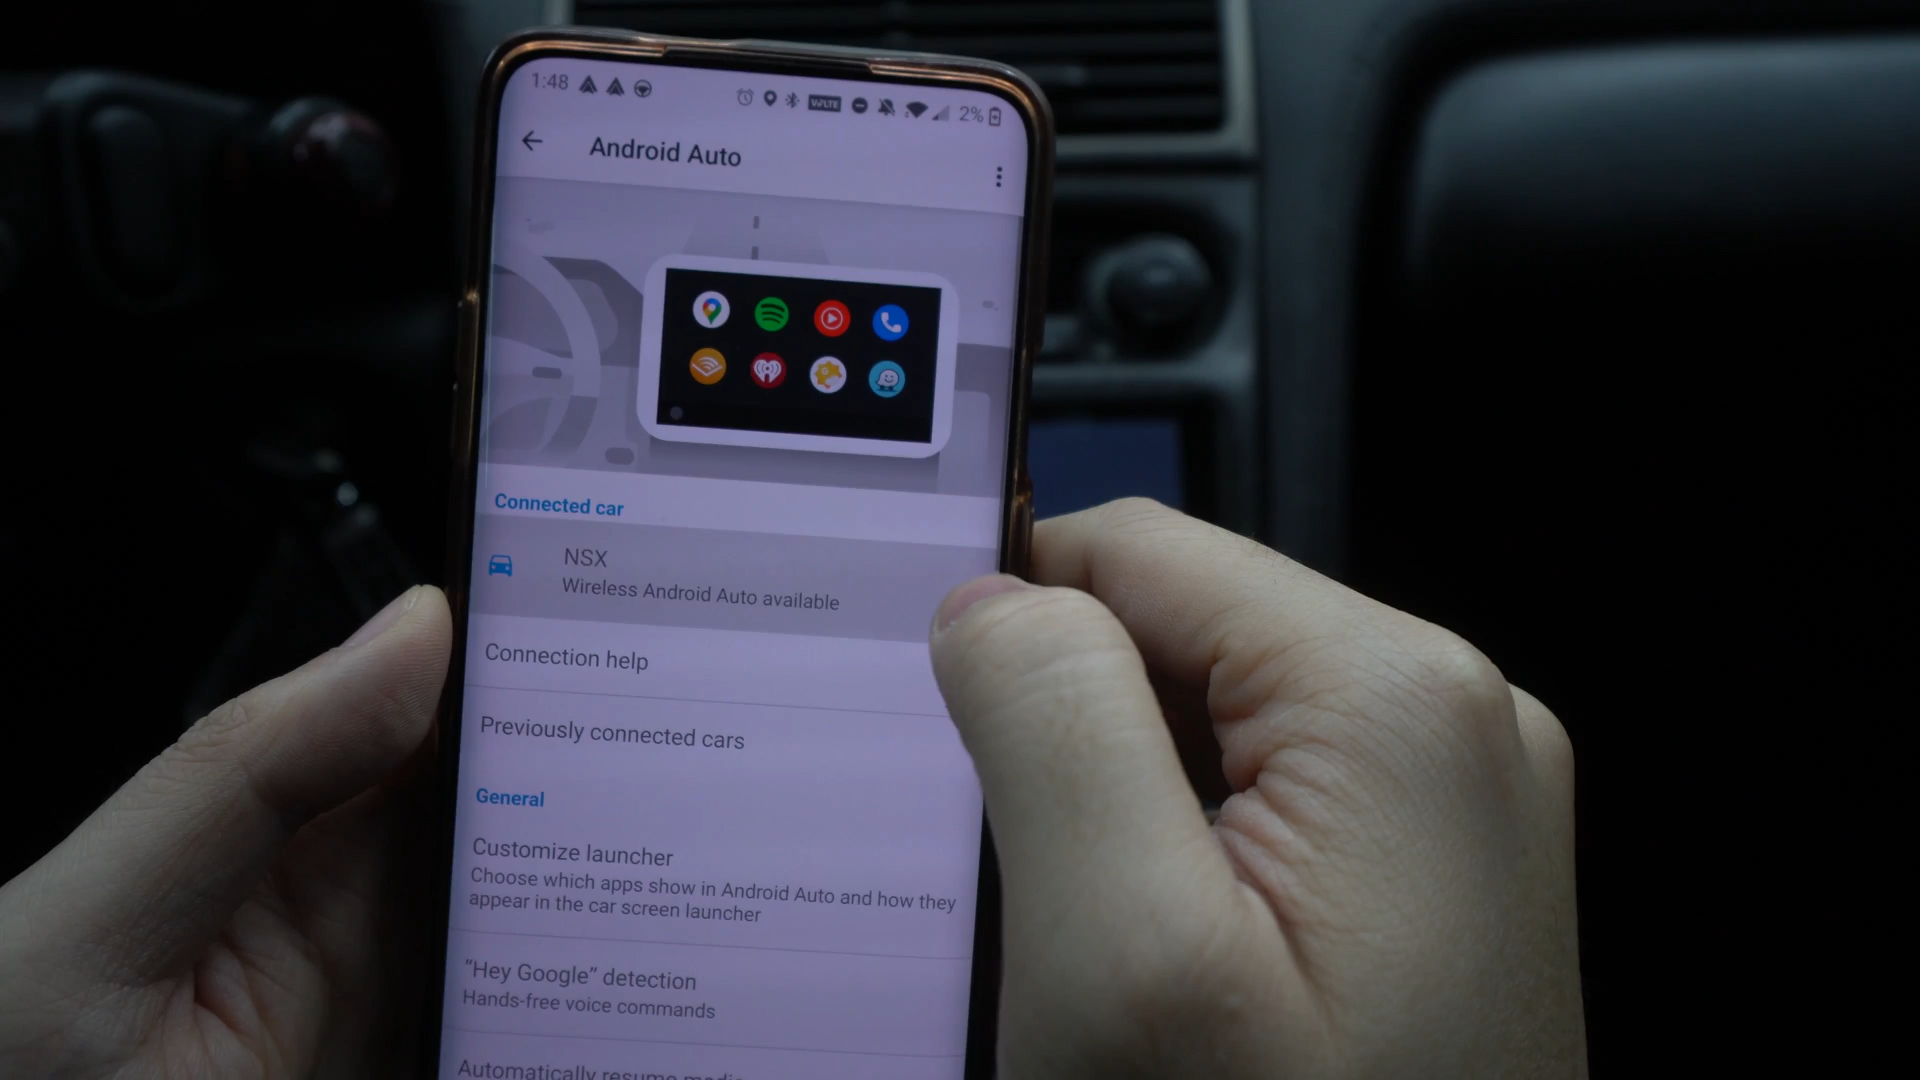 1:48 VoLTE 2%
Android Auto
Connected car
NSX
Wireless Android Auto available
Connection help
Previously connected cars
General
Customize launcher
Choose which apps show in Android Auto and how they
appear in the car screen launcher
“Hey Google” detection
Hands-free voice commands
Automatically resume